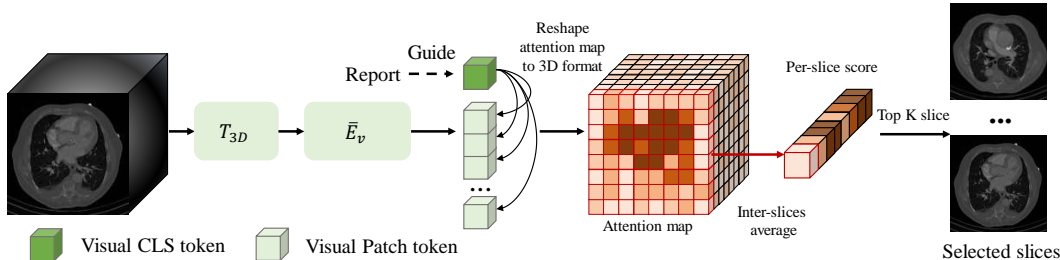 Guide
Report
Reshape
attention map
to 3D format
Per-slice score
T3D
Ēv
Top K slice
...
...
Attention map
Inter-slices
average
Selected slices
Visual CLS token
Visual Patch token